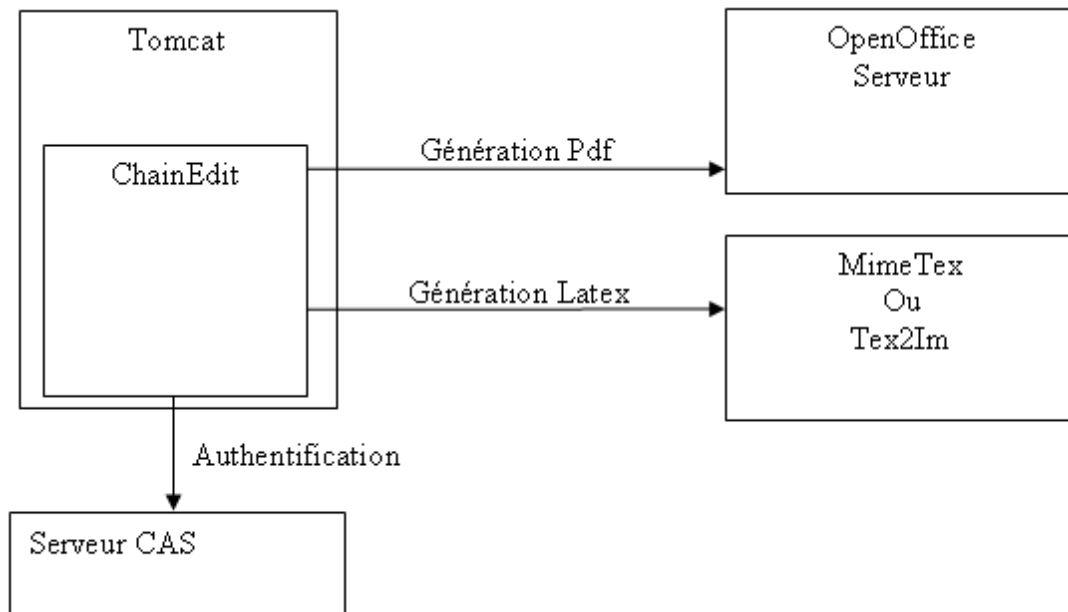 Tomcat
OpenOffice
Serveur
Génération Pdf
ChainEdit
MimeTex
Ou
Tex2Im
Génération Latex
Authentification
Serveur CAS